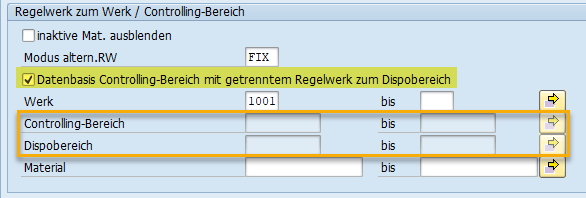 Regelwerk zum Werk / Controlling-Bereich
inaktive Mat. ausblenden
Modus altern.RW FIX
Datenbasis Controlling-Bereich mit getrenntem Regelwerk zum Dispobereich
Werk 1001 bis
Controlling-Bereich bis
Dispobereich bis
Material bis